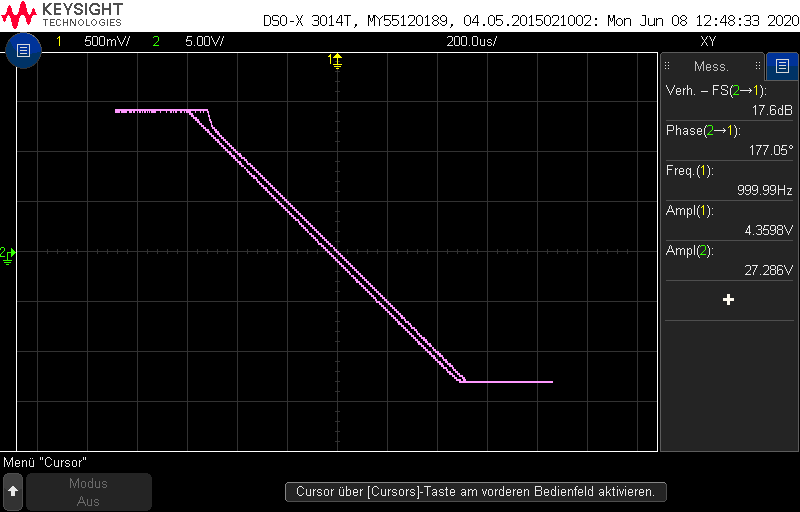 KEYSIGHT
TECHNOLOGIES
DSO-X 3014T, MY55120189, 04.05.2015021002: Mon Jun 08 12:48:33 2020
1 500mV/ 2 5.00V/ 200.0us/ XY
1
2
Mess.
Verh. – FS(2→1):
17.6dB
Phase(2→1):
177.05°
Freq.(1):
999.99Hz
Ampl(1):
4.3598V
Ampl(2):
27.286V
Menü "Cursor"
Modus
Aus
Cursor über [Cursors]-Taste am vorderen Bedienfeld aktivieren.